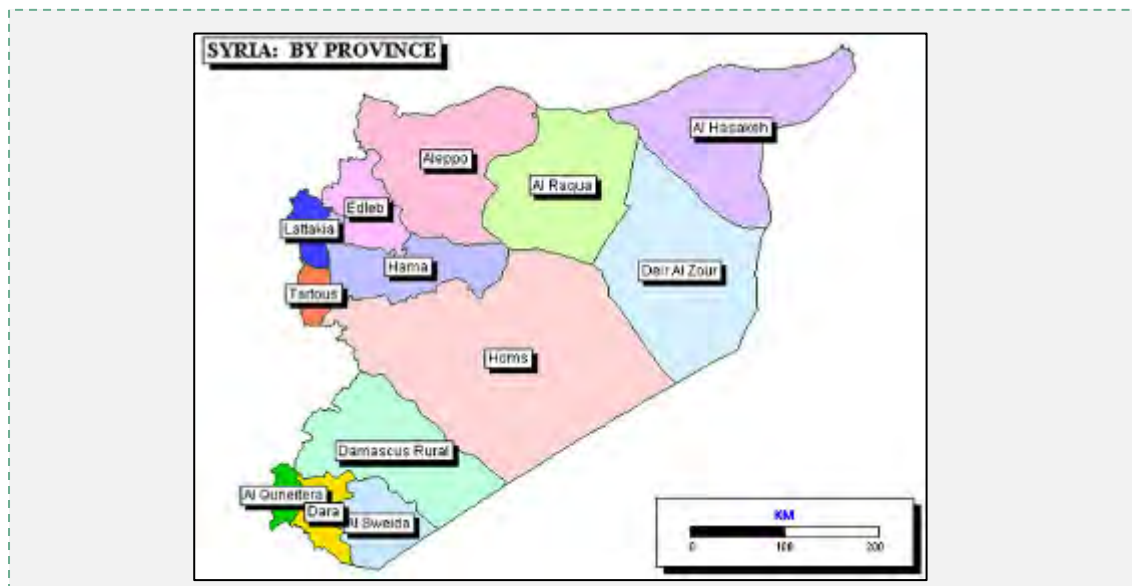 SYRIA: BY PROVINCE
Al Hasakeh
Aleppo
Al Raqua
Edleb
Lattakia
Hama
Deir Al Zour
Tartous
Homs
Damascus Rural
Al Quneitera
Dara
Al Sweida
KM
0 100 200